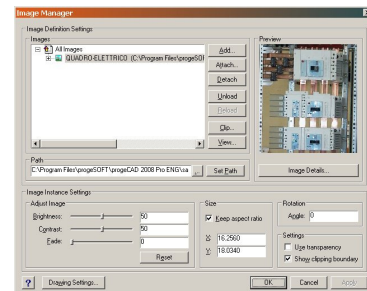 Image Manager
Image Definition Settings
Images
All Images
QUADRO-ELETTRICO (C:\Program Files\progeSOF
Add...
Attach...
Detach
Unload
Reload
Clip...
View...
Preview
Path
C:\Program Files\progeSOFT\progeCAD 2008 Pro ENG\sa
...
Set Path
Image Details...
Image Instance Settings
Adjust Image
Brightness:
50
Contrast:
50
Fade:
0
Reset
Size
Keep aspect ratio
X:
16.2560
Y:
18.0340
Rotation
Angle:
0
Settings
Use transparency
Show clipping boundary
?
Drawing Settings...
OK
Cancel
Apply